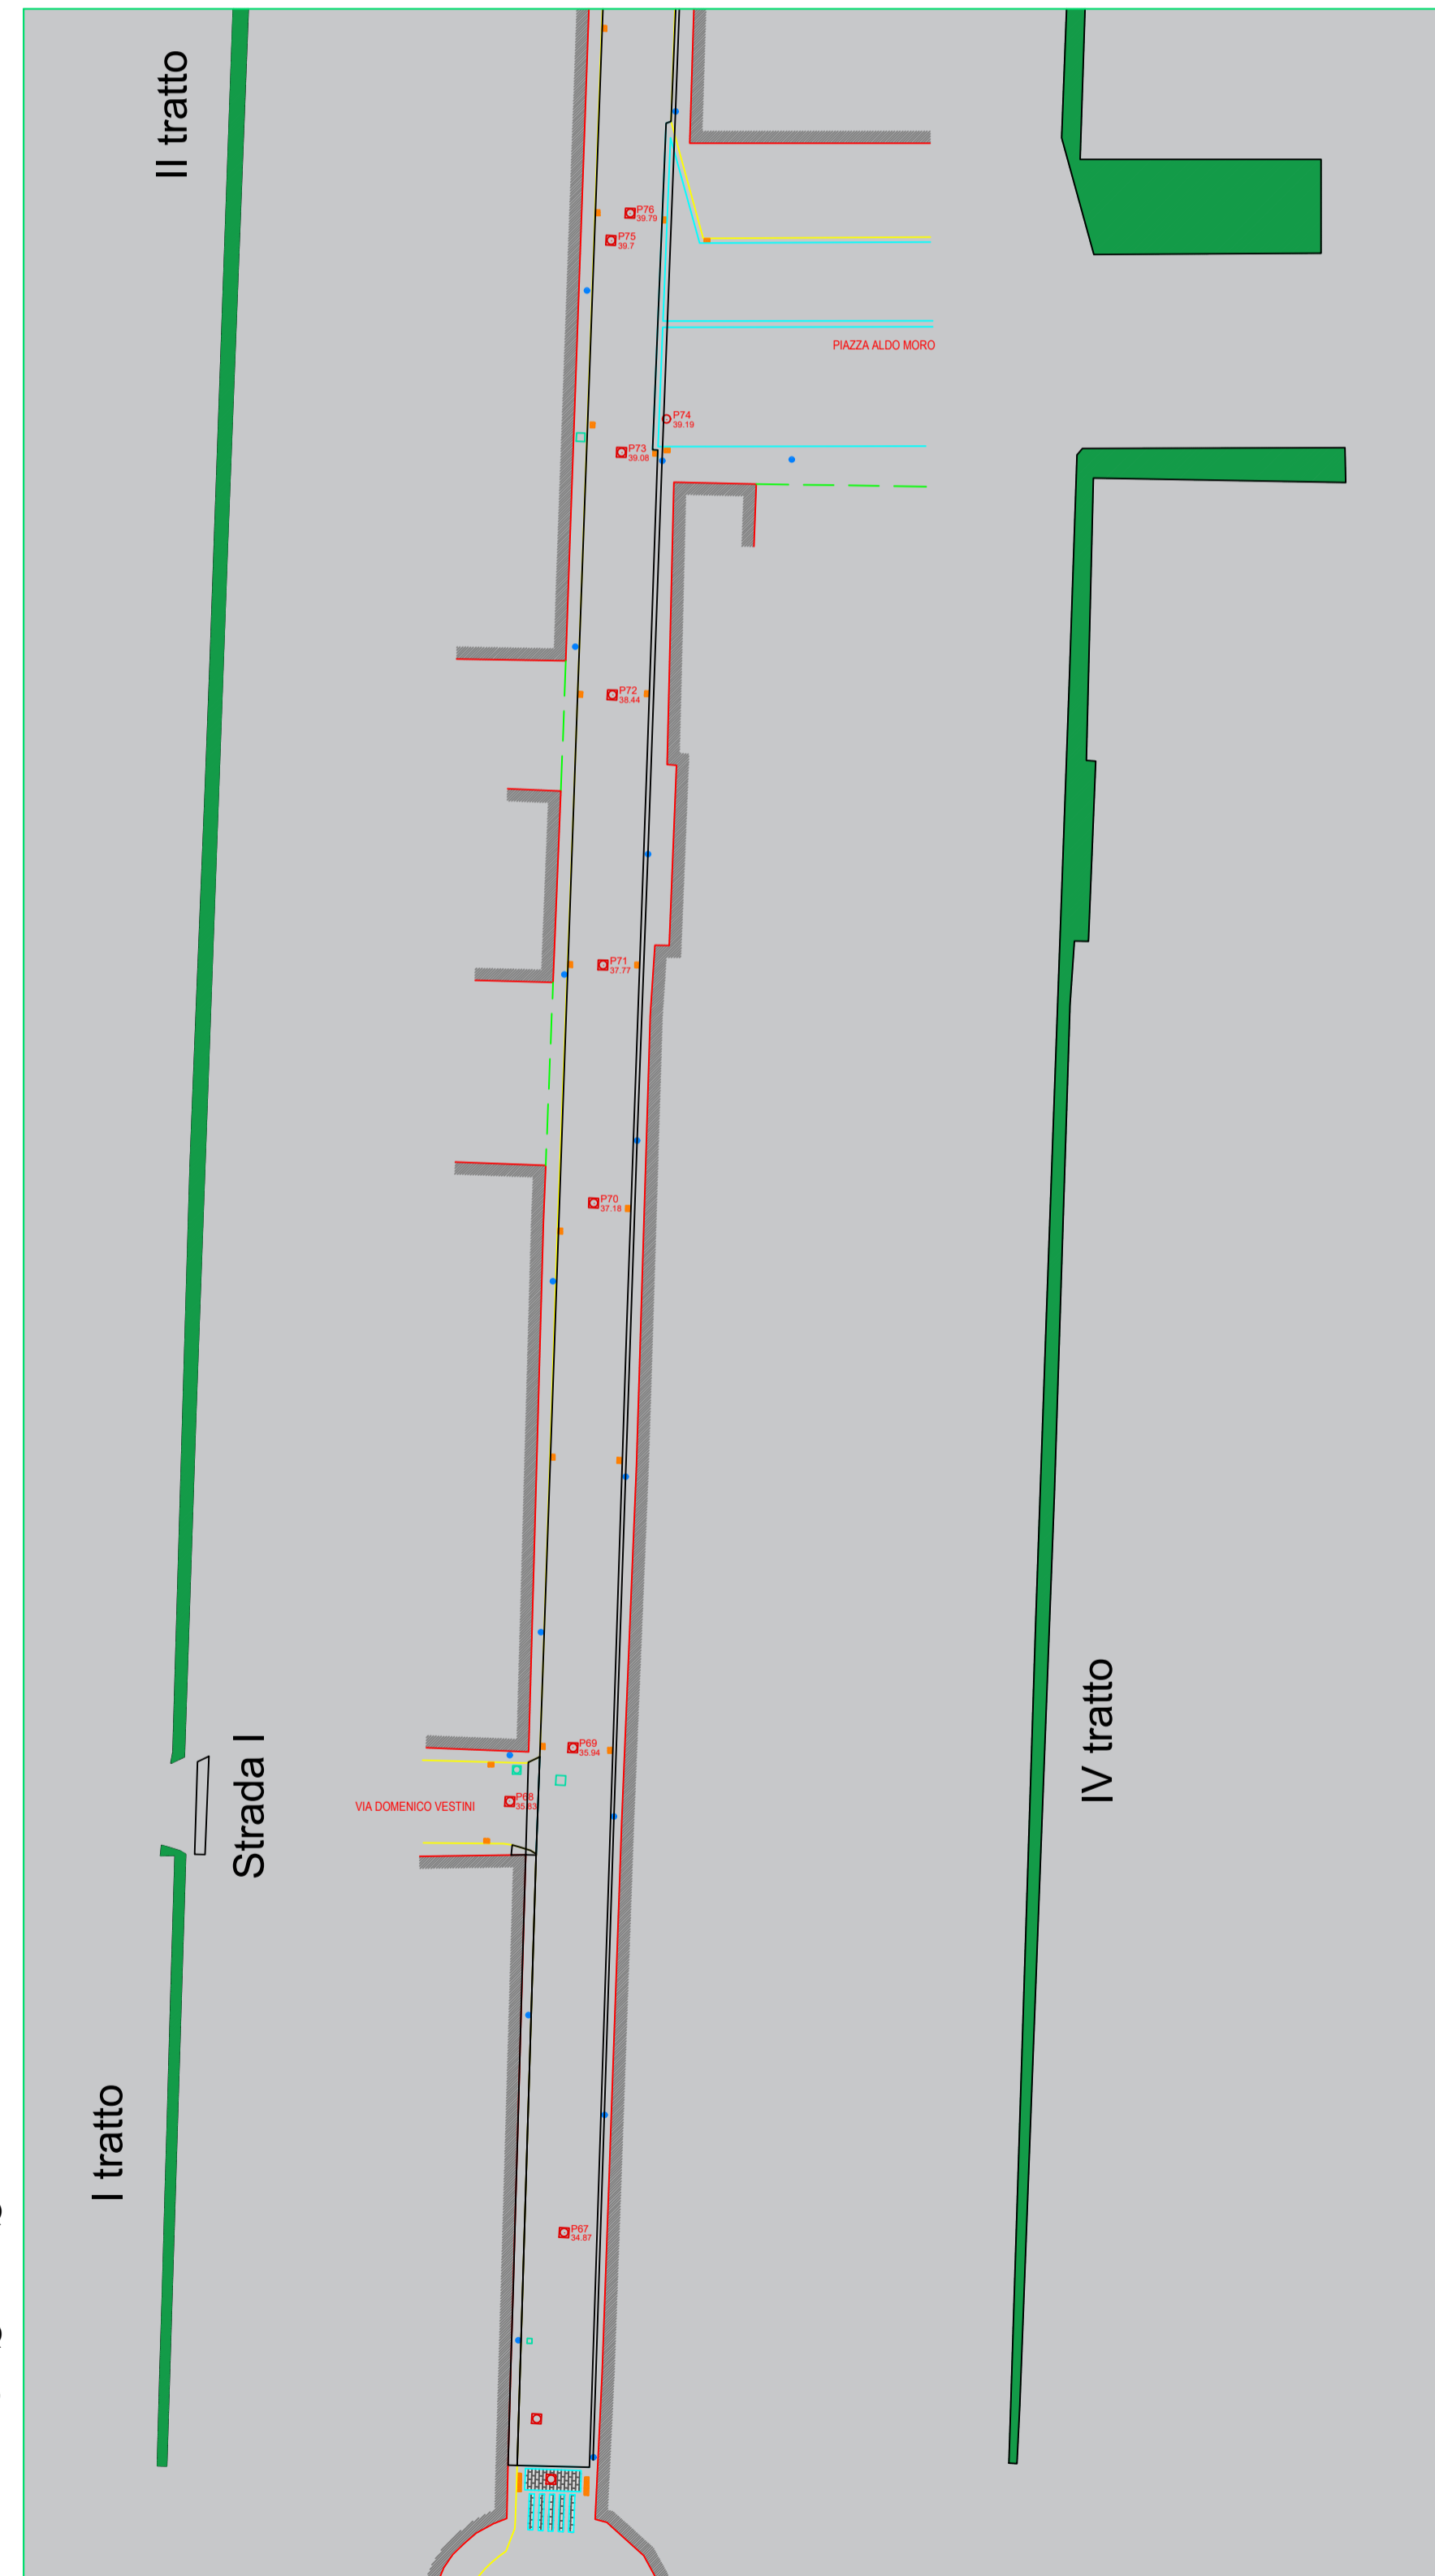 II tratto
P76
39.79
P75
39.7
PIAZZA ALDO MORO
P74
39.19
P73
39.08
P72
38.44
P71
37.77
P70
37.18
IV tratto
Strada I
P69
35.94
P68
35.83
VIA DOMENICO VESTINI
I tratto
P67
34.87